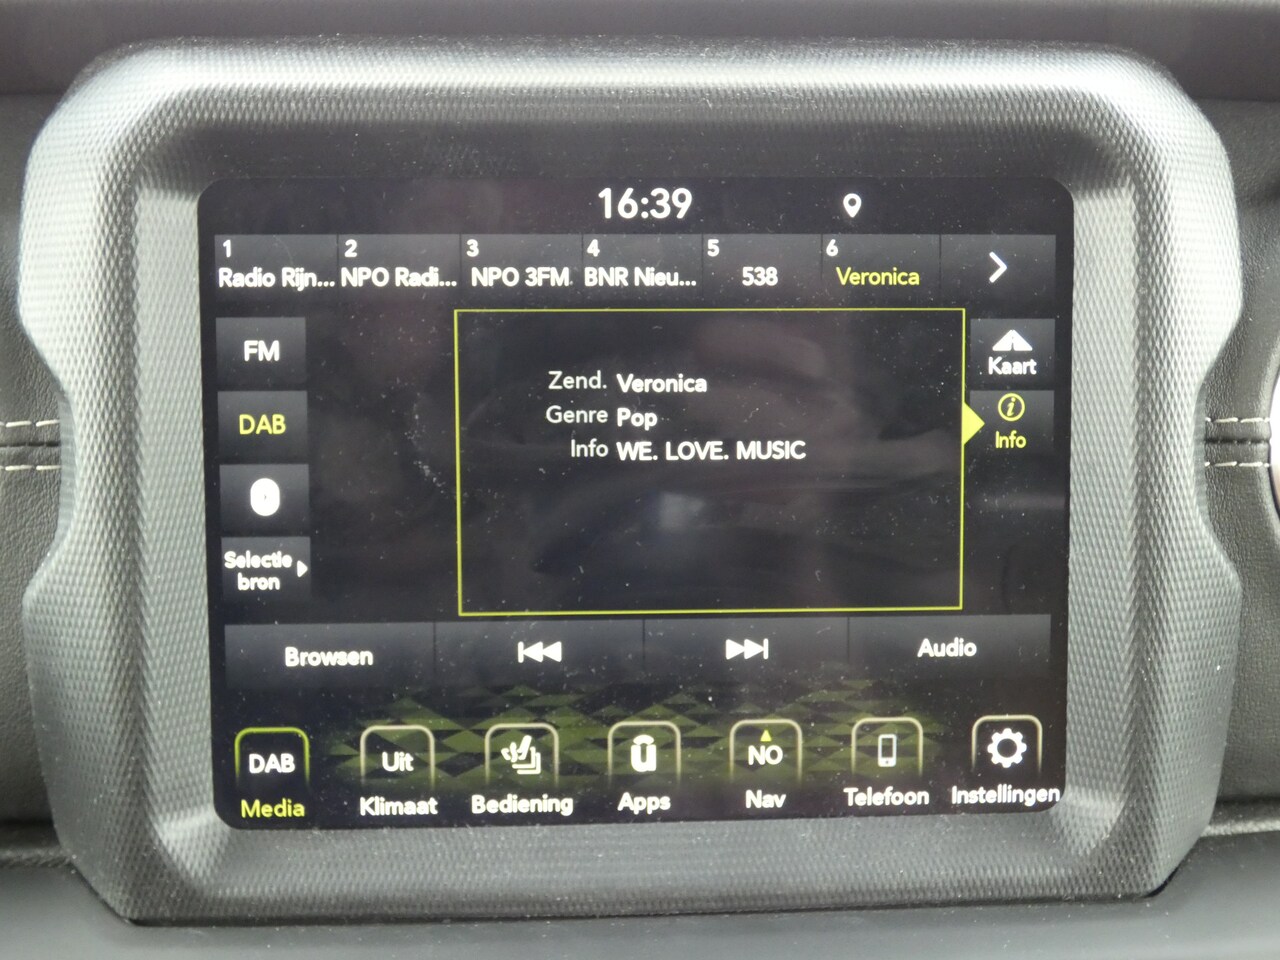 16:39
1 2 3 4 5 6
Radio Rijn... NPO Radi... NPO 3FM BNR Nieu... 538 Veronica
FM
Kaart
Zend. Veronica
DAB
Genre Pop
Info
Info WE. LOVE. MUSIC
Selectie
bron
Browsen
Audio
DAB Uit NO
Media Klimaat Bediening Apps Nav Telefoon Instellingen